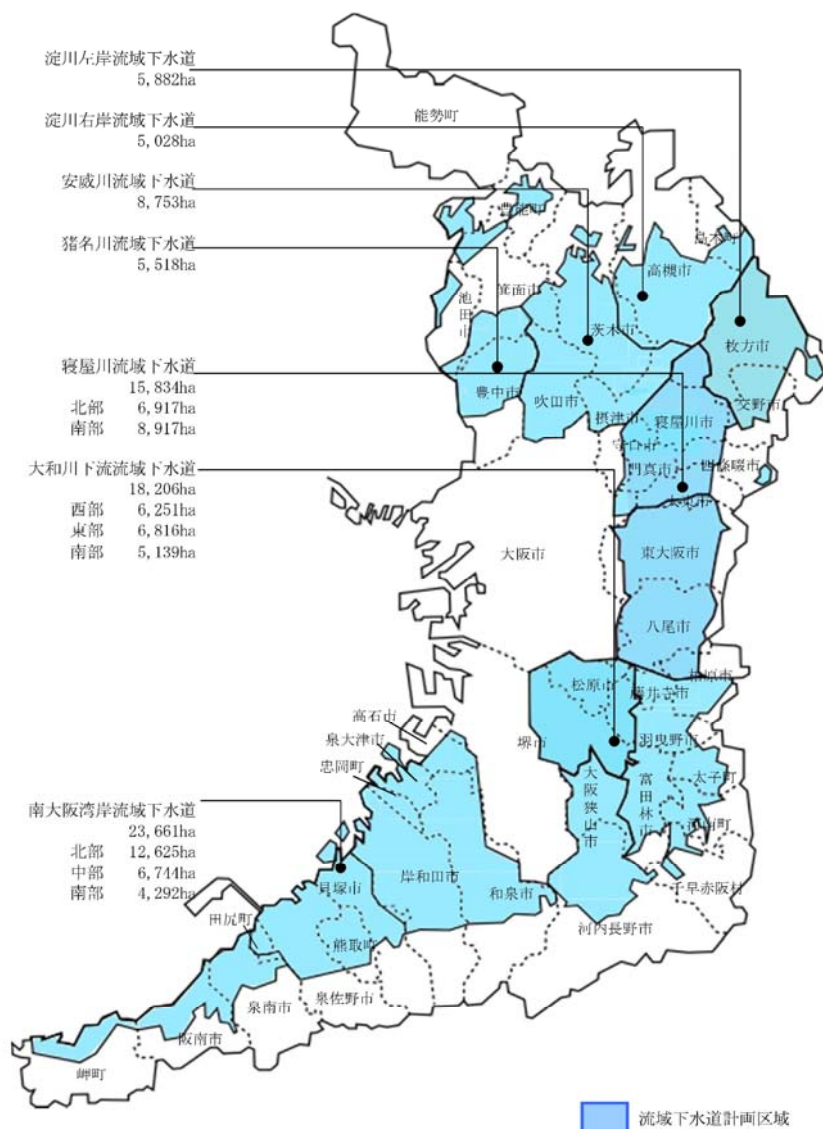 淀川左岸流域下水道
5,882ha
淀川右岸流域下水道
5,028ha
安威川流域下水道
8,753ha
猪名川流域下水道
5,518ha
寝屋川流域下水道
15,834ha
北部 6,917ha
南部 8,917ha
大和川下流流域下水道
18,206ha
西部 6,251ha
東部 6,816ha
南部 5,139ha
南大阪湾岸流域下水道
23,661ha
北部 12,625ha
中部 6,744ha
南部 4,292ha
能勢町
豊能町
島本町
高槻市
箕面市
池田市
茨木市
枚方市
豊中市
吹田市
摂津市
交野市
寝屋川市
守口市
門真市
四條畷市
大東市
大阪市
東大阪市
八尾市
柏原市
松原市
藤井寺市
高石市
泉大津市
忠岡町
堺市
羽曳野市
大阪狭山市
富田林市
太子町
河南町
貝塚市
岸和田市
和泉市
千早赤阪村
田尻町
熊取町
河内長野市
泉南市
泉佐野市
阪南市
岬町
流域下水道計画区域